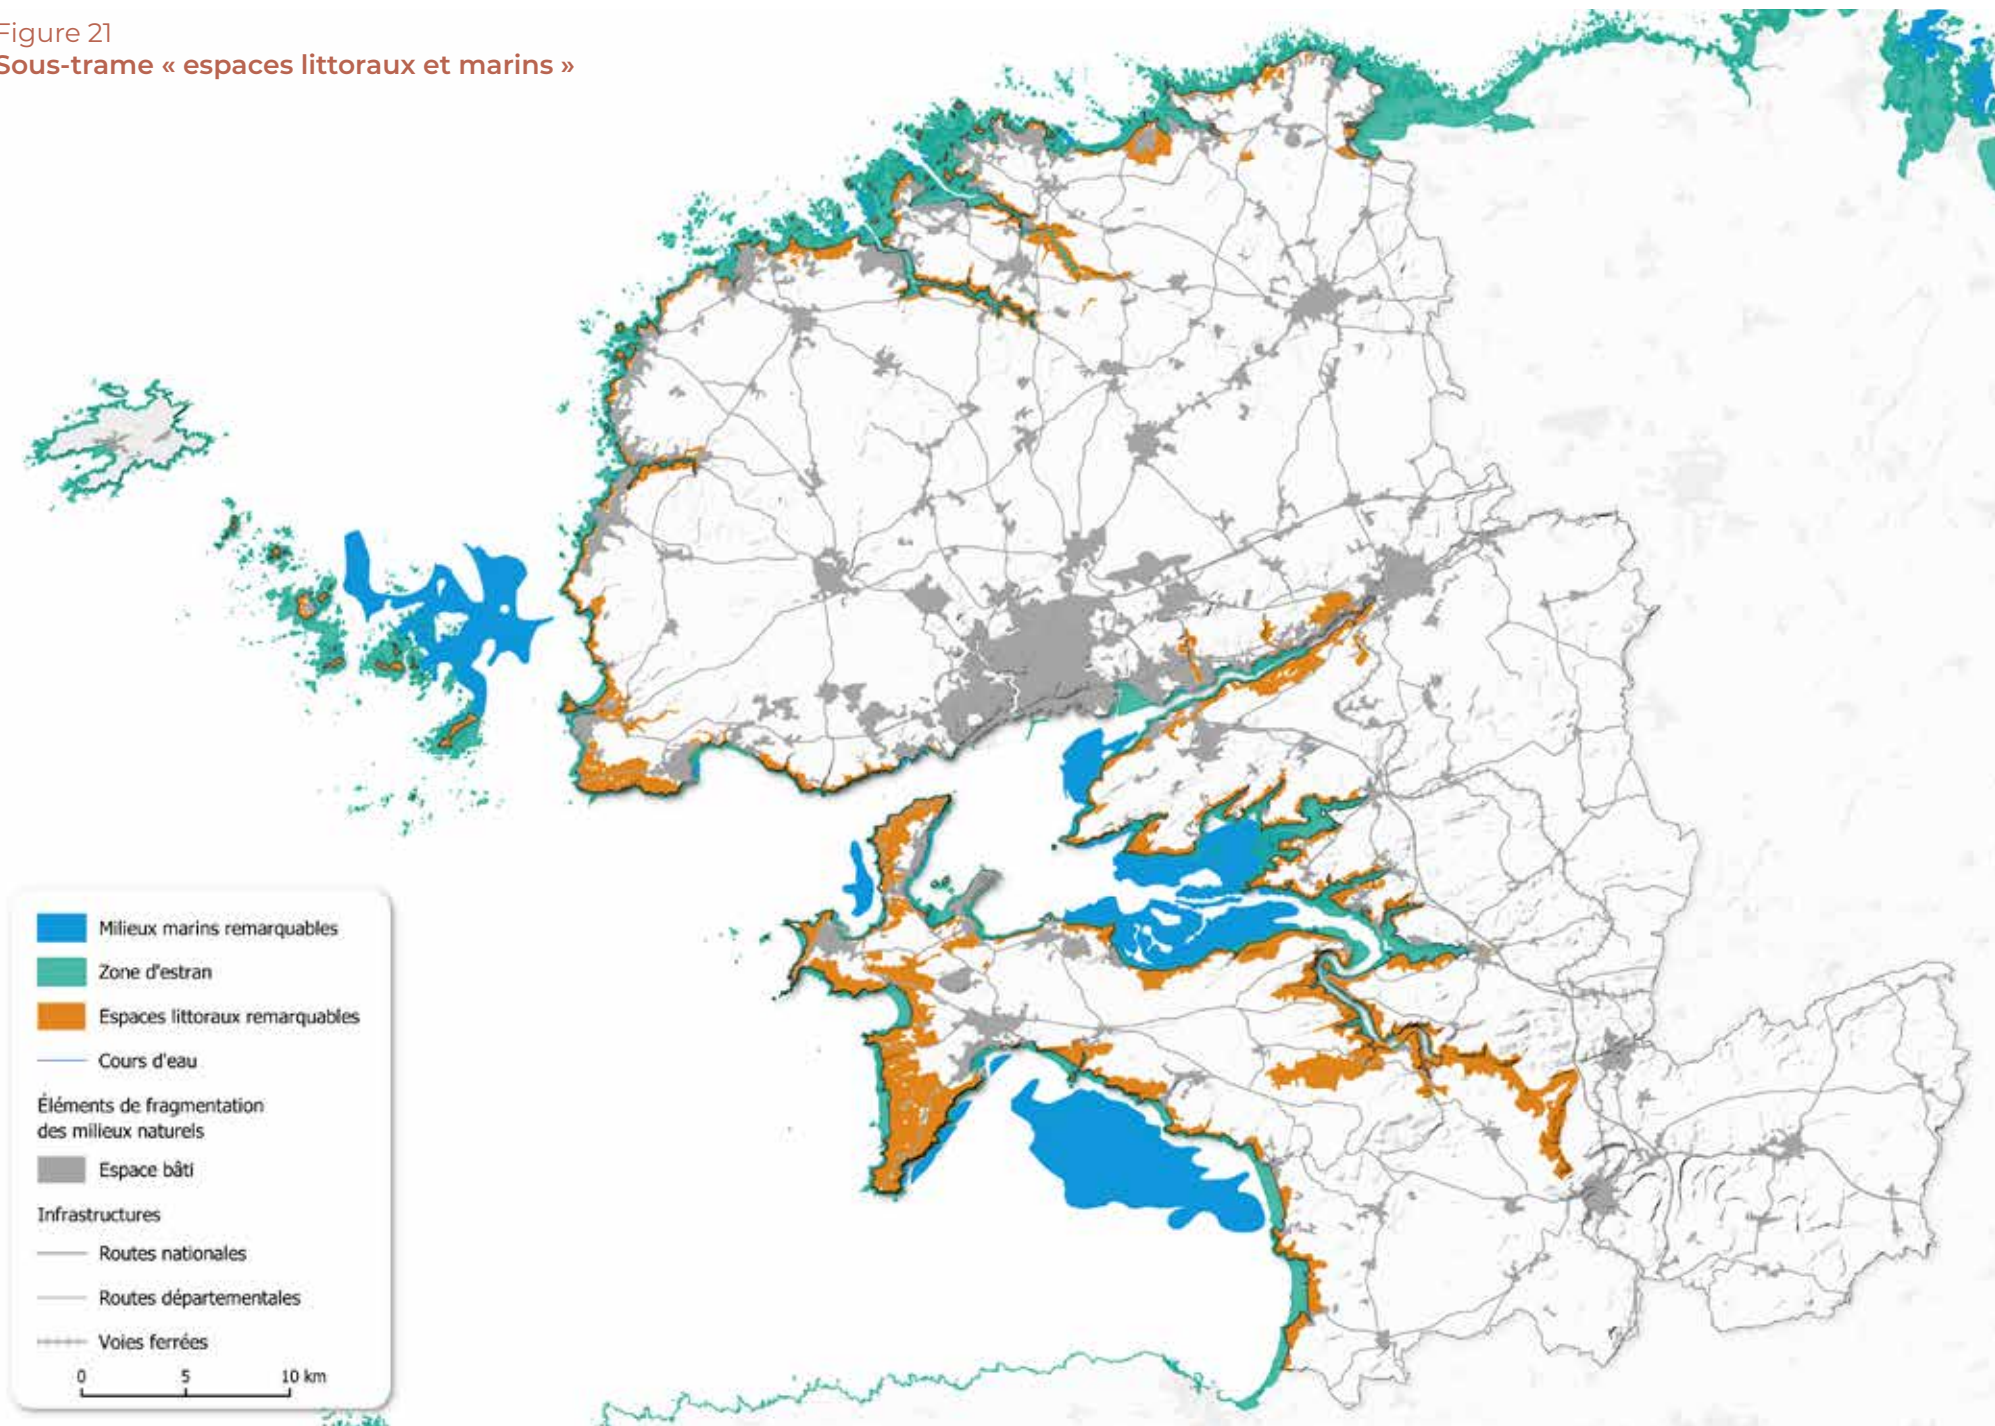 Figure 21
Sous-trame « espaces littoraux et marins »
Milieux marins remarquables
Zone d'estran
Espaces littoraux remarquables
Cours d'eau
Éléments de fragmentation
des milieux naturels
Espace bâti
Infrastructures
Routes nationales
Routes départementales
Voies ferrées
0 5 10 km